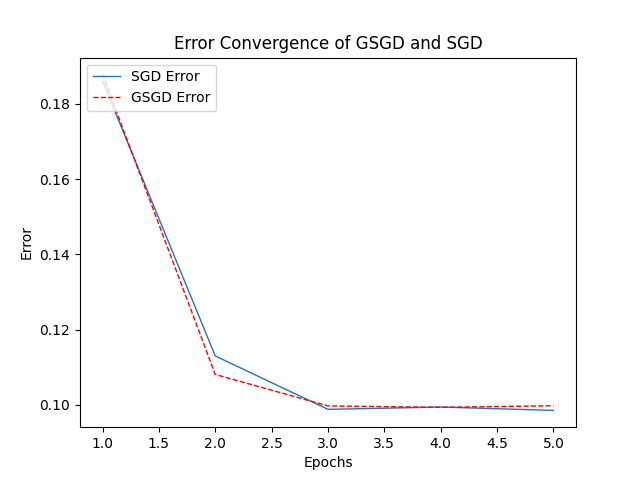 Error Convergence of GSGD and SGD
SGD Error
GSGD Error
0.18
0.16
0.14
0.12
0.10
Error
1.0 1.5 2.0 2.5 3.0 3.5 4.0 4.5 5.0
Epochs